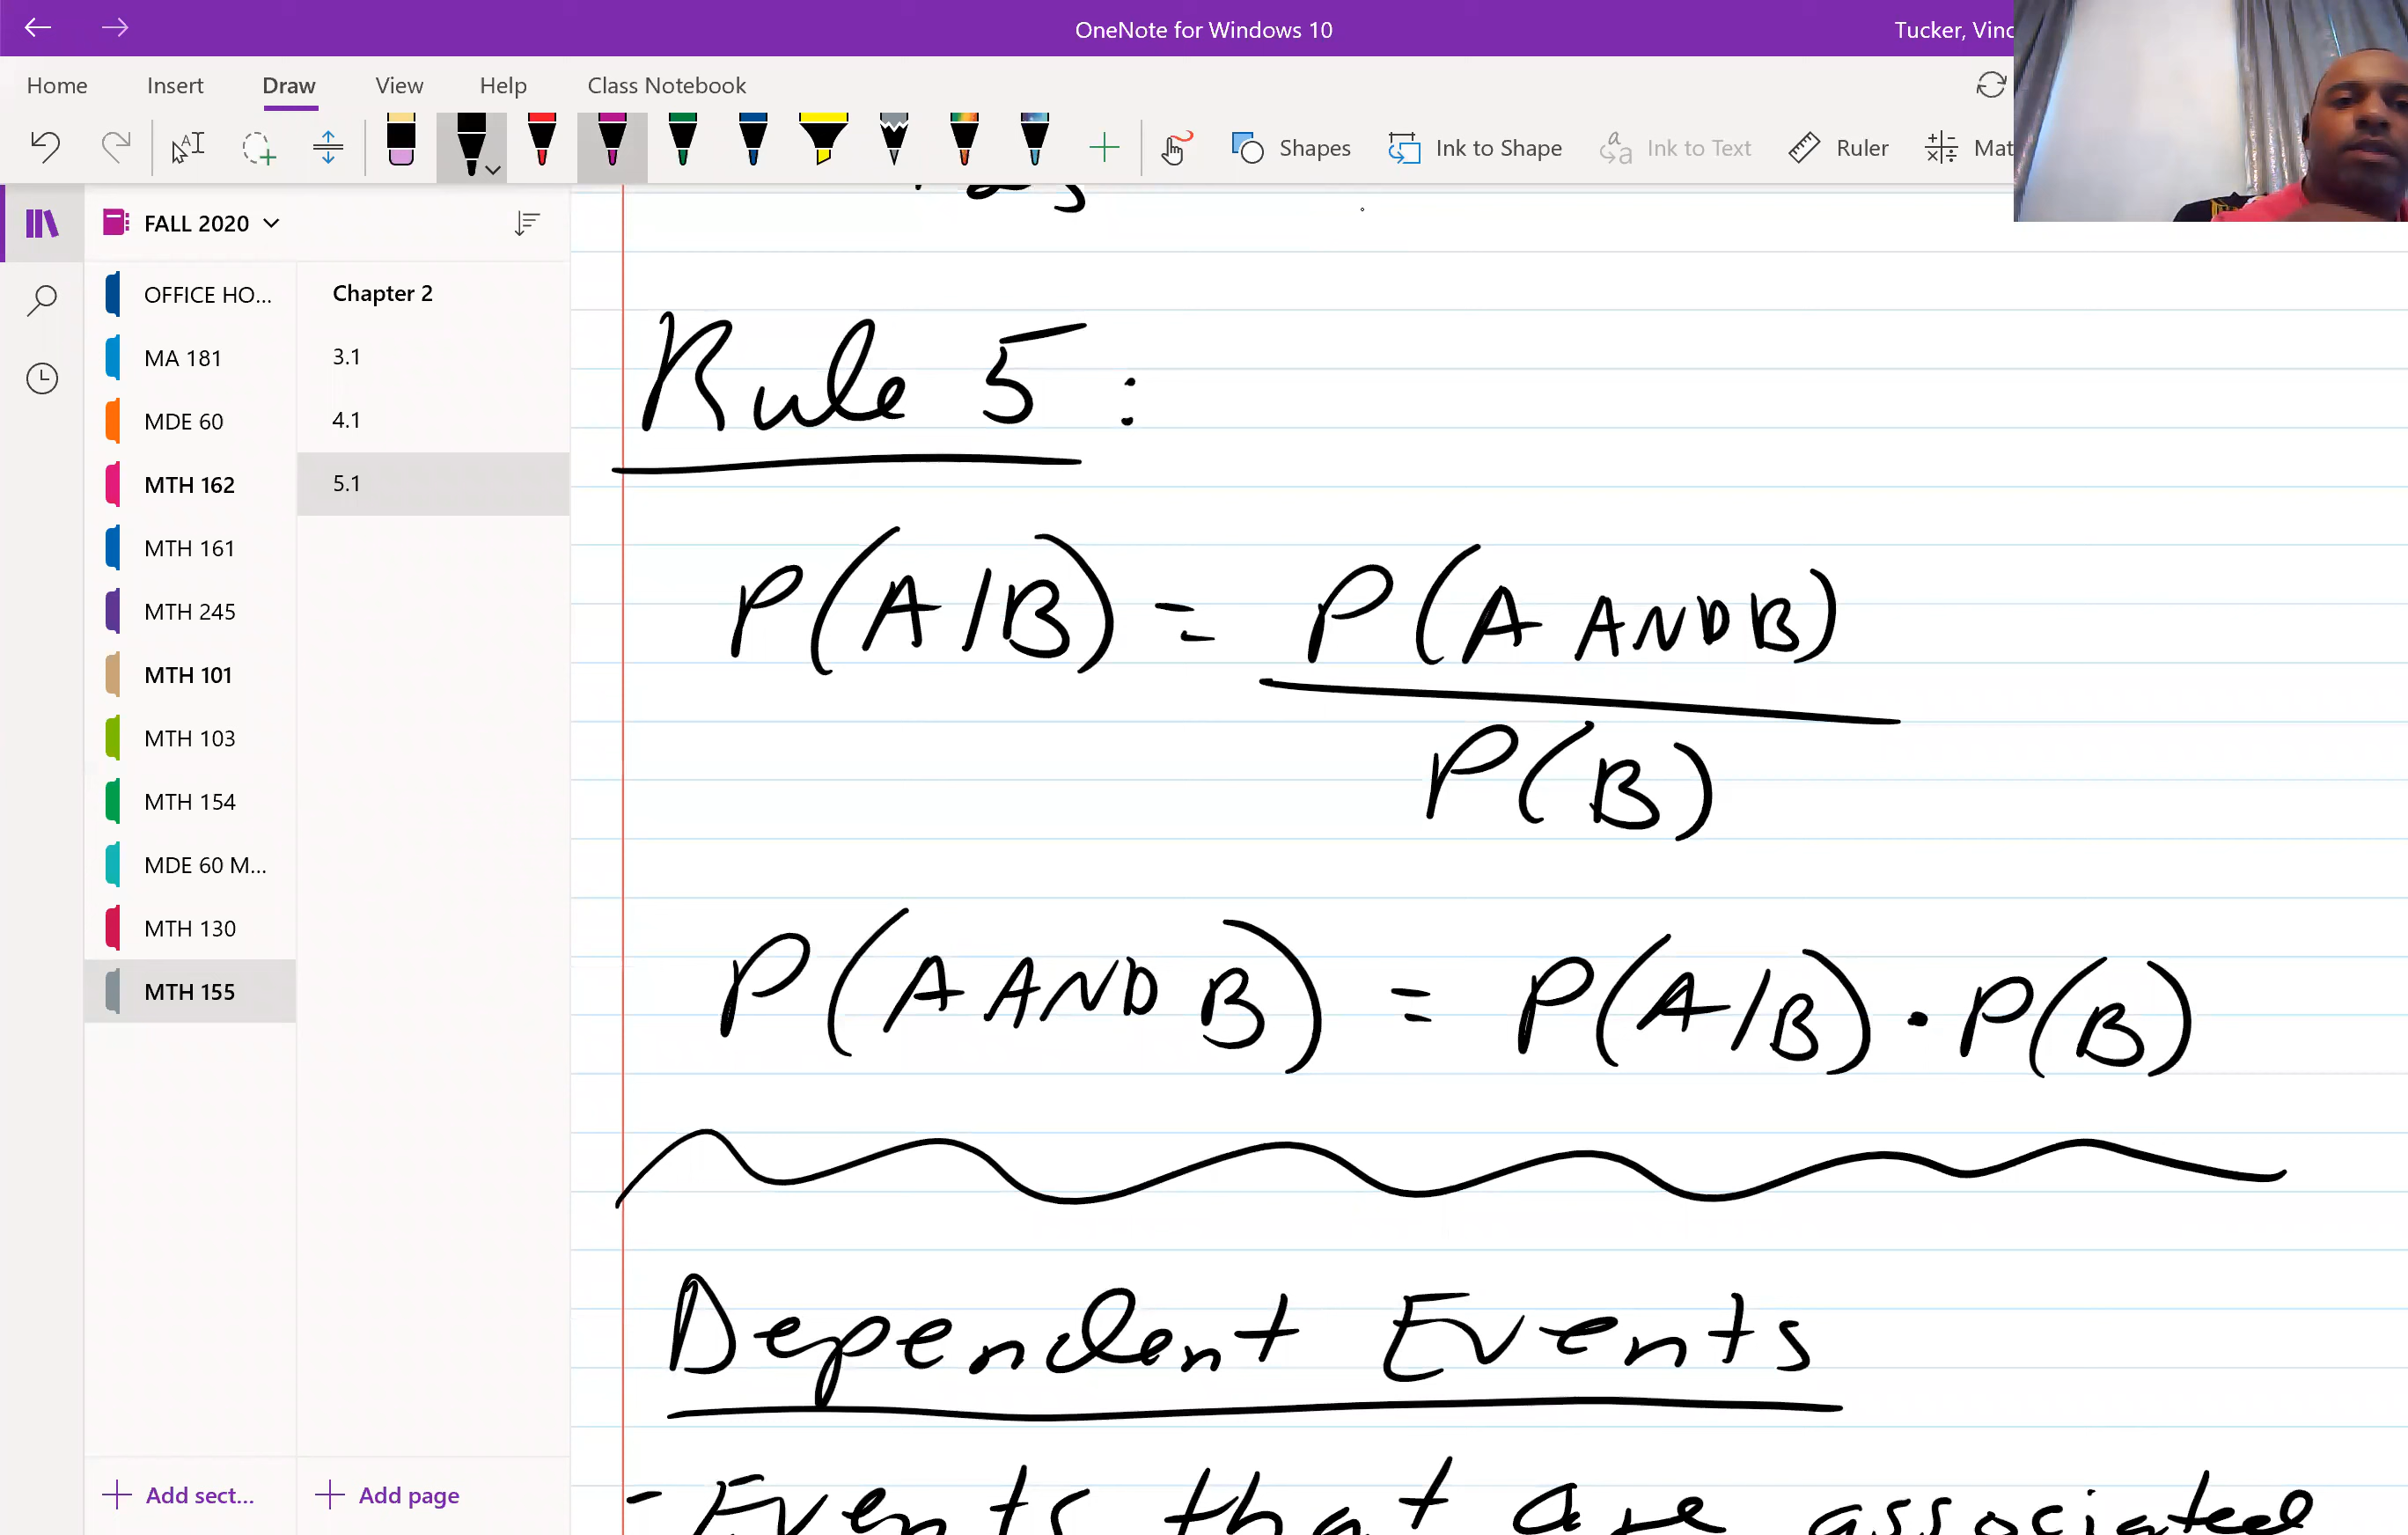 OneNote for Windows 10
Tucker, Vinc
Home Insert Draw View Help Class Notebook
Shapes Ink to Shape Ink to Text Ruler Mat
FALL 2020
OFFICE HO...
MA 181
MDE 60
MTH 162
MTH 161
MTH 245
MTH 101
MTH 103
MTH 154
MDE 60 M...
MTH 130
MTH 155
Add sect...
Chapter 2
3.1
4.1
5.1
Add page
Rule 5 :
P(A|B) = P(A AND B)
P(B)
P(A AND B) = P(A|B) · P(B)
Dependent Events
- Events that are associated